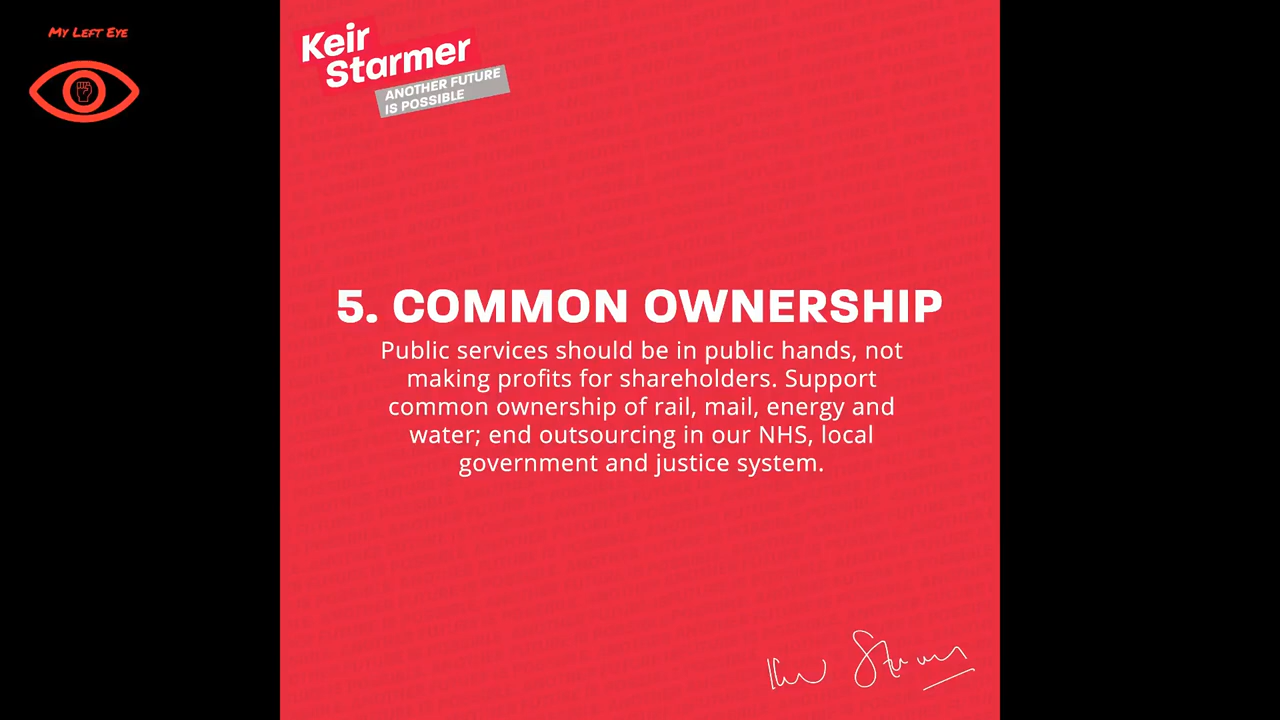 MY LEFT EYE
Keir
Starmer
ANOTHER FUTURE
IS POSSIBLE
5. COMMON OWNERSHIP
Public services should be in public hands, not
making profits for shareholders. Support
common ownership of rail, mail, energy and
water; end outsourcing in our NHS, local
government and justice system.
Keir Starmer